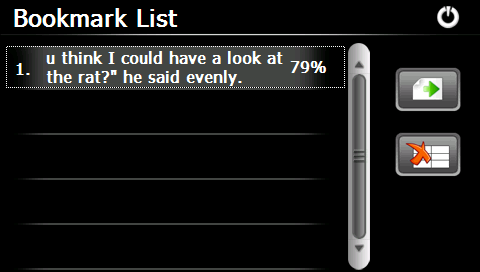 Bookmark List
1. u think I could have a look at 79%
the rat?" he said evenly.